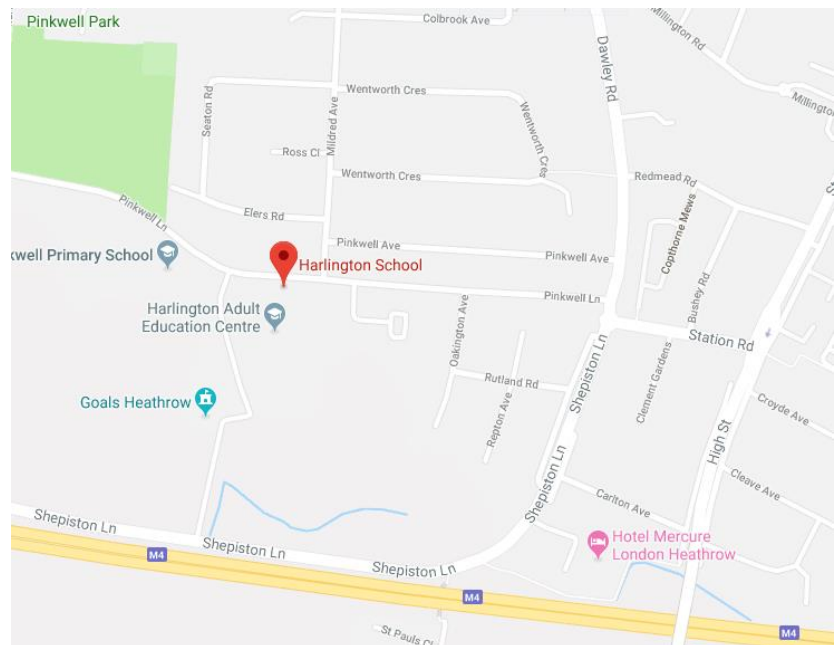 Pinkwell Park
Colbrook Ave
Millington Rd
Dawley Rd
Seaton Rd
Mildred Ave
Wentworth Cres
Millington
Wentworth Cres
Ross Cl
Wentworth Cres
Redmead Rd
Pinkwell Ln
Elers Rd
Copthorne Mews
kwell Primary School
Pinkwell Ave
Pinkwell Ave
Harlington School
Bushey Rd
Pinkwell Ln
Harlington Adult
Education Centre
Oakington Ave
Station Rd
Shepiston Ln
Rutland Rd
Clement Gardens
Goals Heathrow
Croyde Ave
Repton Ave
High St
Cleave Ave
Shepiston Ln
Carlton Ave
Shepiston Ln
Shepiston Ln
Hotel Mercure
London Heathrow
M4
Shepiston Ln
M4
M4
St Pauls Cl